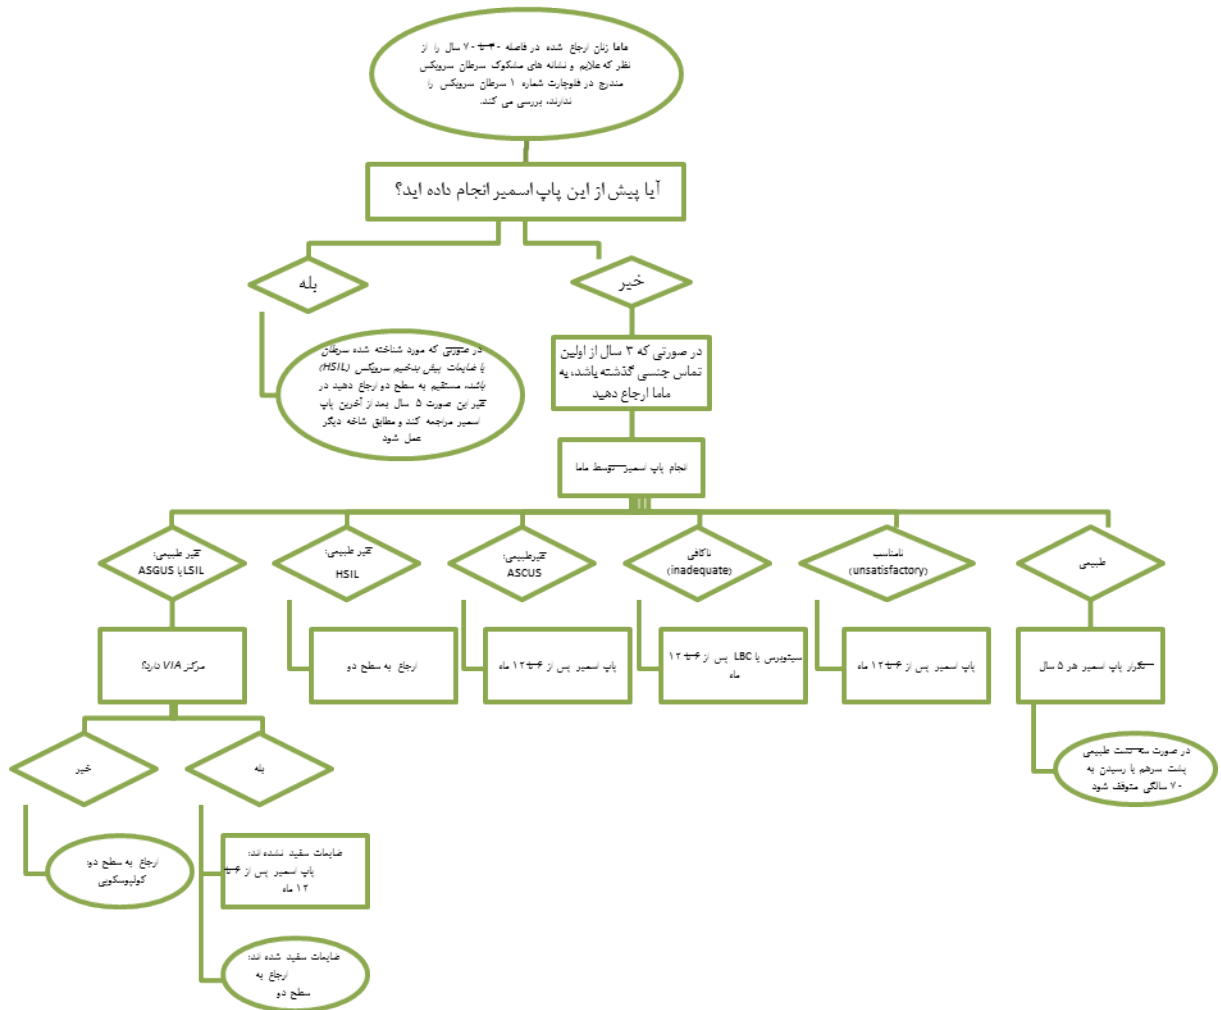 ماما زنان ارجاع شده در فاصله ۳۰ تا ۷۰ سال را از
نظر که علایم و نشانه های مشکوک سرطان سرویکس
مندرج در فلوچارت شماره ۱ سرطان سرویکس را
ندارند، بررسی می کند.
آیا پیش از این پاپ اسمیر انجام داده اید؟
بله
خیر
در صورتی که مورد شناخته شده سرطان
یا ضایعات پیش بدخیم سرویکس (HSIL)
باشد، مستقیم به سطح دو ارجاع دهید در
غیر این صورت ۵ سال بعد از آخرین پاپ
اسمیر مراجعه کند و مطابق شاخه دیگر
عمل شود
در صورتی که ۳ سال از اولین
تماس جنسی گذشته باشد، به
ماما ارجاع دهید
انجام پاپ اسمیر توسط ماما
طبیعی
نامناسب
(unsatisfactory)
ناکافی
(inadequate)
غیرطبیعی:
ASCUS
غیر طبیعی:
HSIL
غیر طبیعی:
LSIL یا ASGUS
تکرار پاپ اسمیر هر ۵ سال
پاپ اسمیر پس از ۶ تا ۱۲ ماه
سیتوبرس یا LBC پس از ۶ تا ۱۲
ماه
پاپ اسمیر پس از ۶ تا ۱۲ ماه
ارجاع به سطح دو
مرکز VIA دارد؟
در صورت سه تست طبیعی
پشت سرهم یا رسیدن به
۷۰ سالگی متوقف شود
بله
خیر
ضایعات سفید نشده اند:
پاپ اسمیر پس از ۶ تا
۱۲ ماه
ارجاع به سطح دو:
کولپوسکوپی
ضایعات سفید شده اند:
ارجاع به
سطح دو